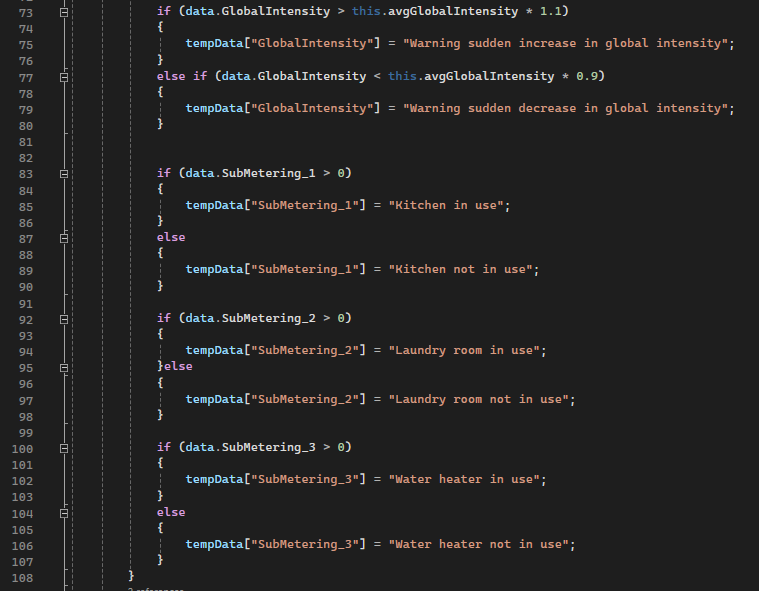 73 if (data.GlobalIntensity > this.avgGlobalIntensity * 1.1)
74 {
75 tempData["GlobalIntensity"] = "Warning sudden increase in global intensity";
76 }
77 else if (data.GlobalIntensity < this.avgGlobalIntensity * 0.9)
78 {
79 tempData["GlobalIntensity"] = "Warning sudden decrease in global intensity";
80 }
81
82
83 if (data.SubMetering_1 > 0)
84 {
85 tempData["SubMetering_1"] = "Kitchen in use";
86 }
87 else
88 {
89 tempData["SubMetering_1"] = "Kitchen not in use";
90 }
91
92 if (data.SubMetering_2 > 0)
93 {
94 tempData["SubMetering_2"] = "Laundry room in use";
95 }else
96 {
97 tempData["SubMetering_2"] = "Laundry room not in use";
98 }
99
100 if (data.SubMetering_3 > 0)
101 {
102 tempData["SubMetering_3"] = "Water heater in use";
103 }
104 else
105 {
106 tempData["SubMetering_3"] = "Water heater not in use";
107 }
108 }